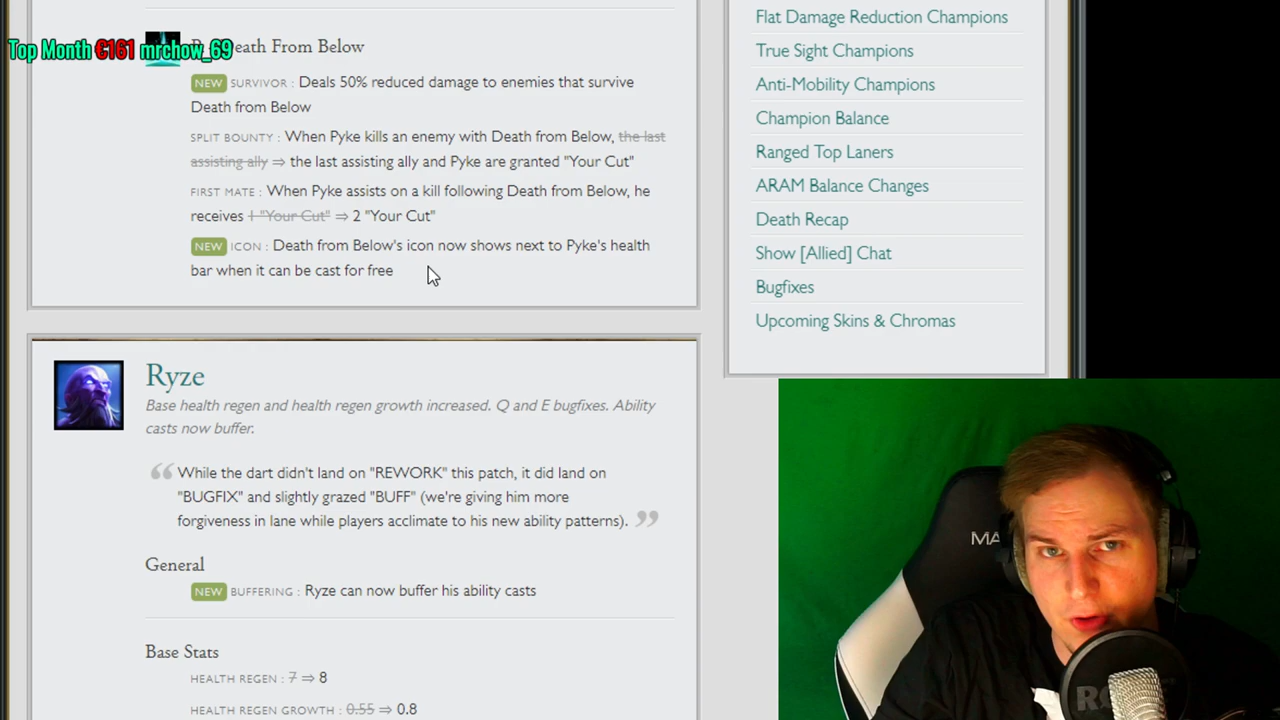 Top Month €161 mrchow_69
Death From Below
NEW SURVIVOR : Deals 50% reduced damage to enemies that survive
Death from Below
SPLIT BOUNTY : When Pyke kills an enemy with Death from Below, the last
assisting ally ⇒ the last assisting ally and Pyke are granted "Your Cut"
FIRST MATE : When Pyke assists on a kill following Death from Below, he
receives 1 "Your Cut" ⇒ 2 "Your Cut"
NEW ICON : Death from Below's icon now shows next to Pyke's health
bar when it can be cast for free
Ryze
Base health regen and health regen growth increased. Q and E bugfixes. Ability
casts now buffer.
“ While the dart didn't land on "REWORK" this patch, it did land on
"BUGFIX" and slightly grazed "BUFF" (we're giving him more
forgiveness in lane while players acclimate to his new ability patterns). ”
General
NEW BUFFERING : Ryze can now buffer his ability casts
Base Stats
HEALTH REGEN : 7 ⇒ 8
HEALTH REGEN GROWTH : 0.55 ⇒ 0.8
Flat Damage Reduction Champions
True Sight Champions
Anti-Mobility Champions
Champion Balance
Ranged Top Laners
ARAM Balance Changes
Death Recap
Show [Allied] Chat
Bugfixes
Upcoming Skins & Chromas
MA